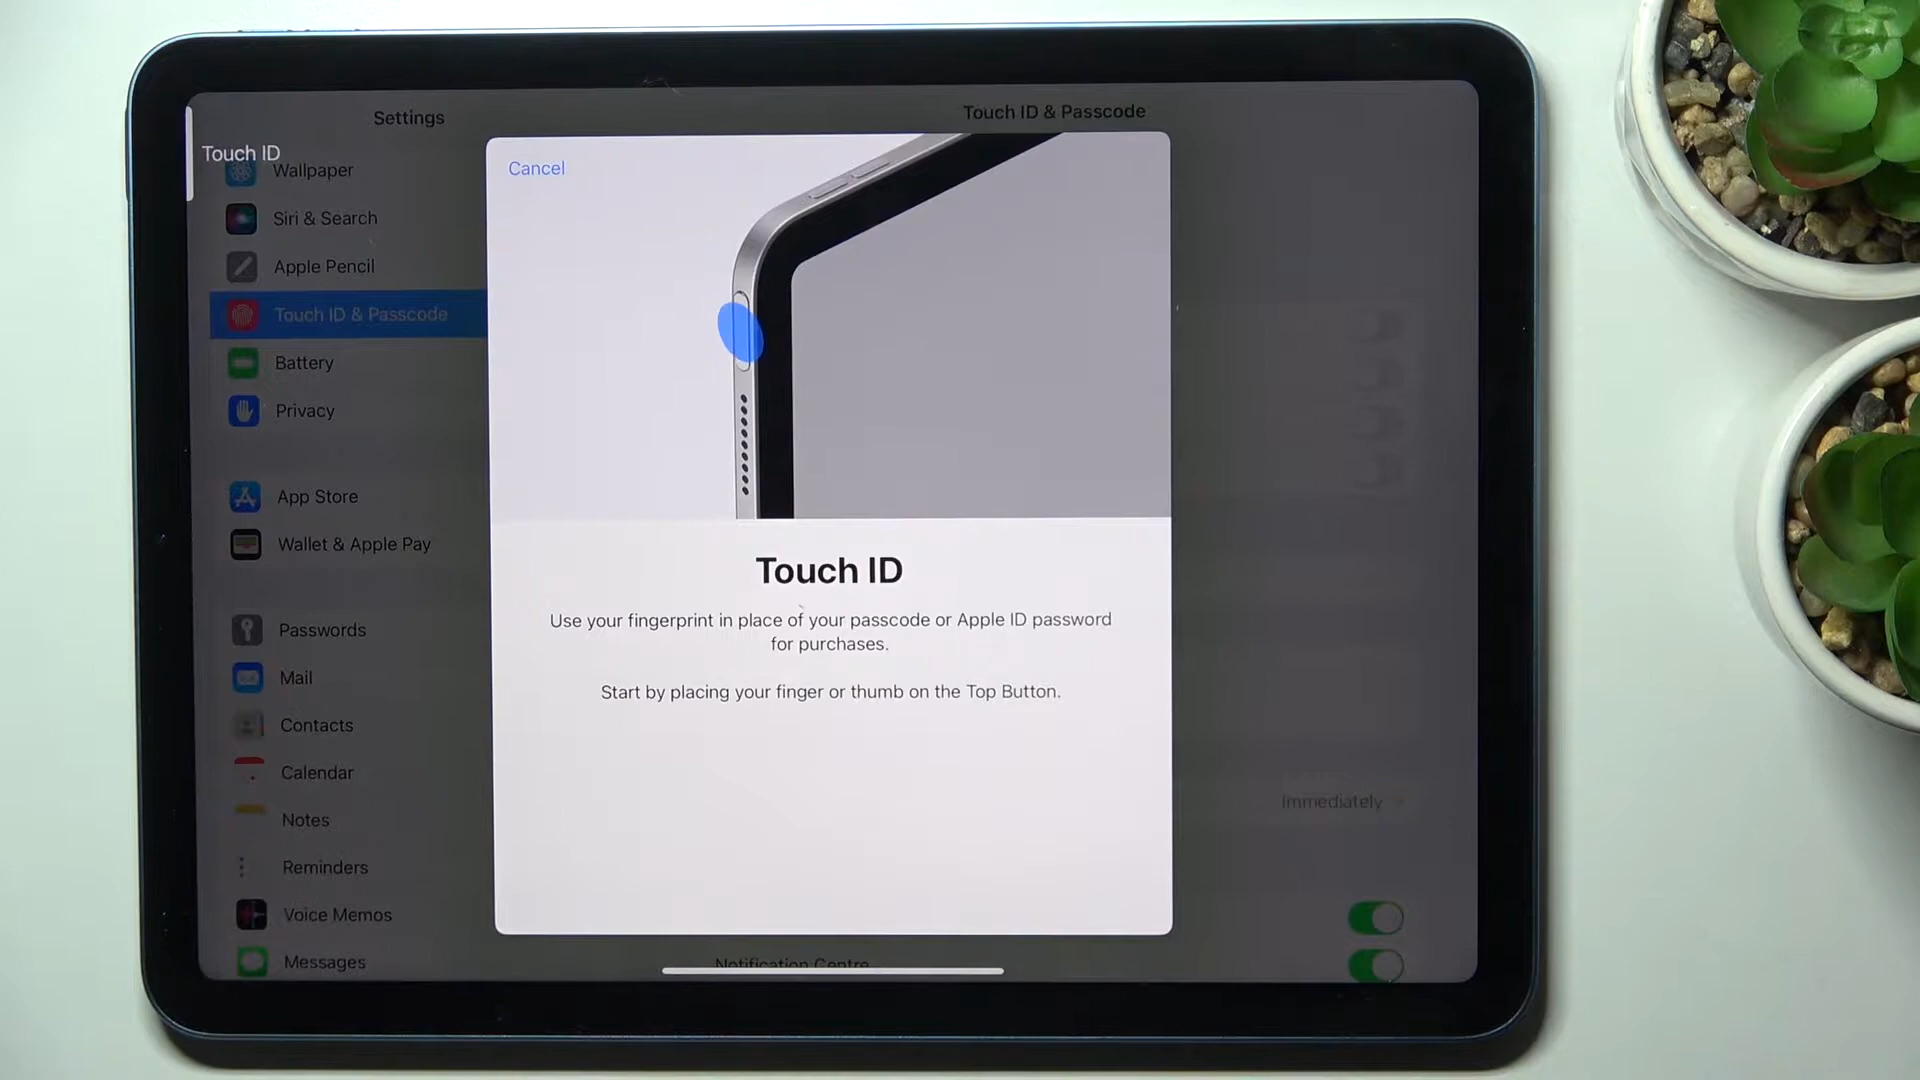 Settings
Touch ID & Passcode
Touch ID
Wallpaper
Siri & Search
Apple Pencil
Touch ID & Passcode
Battery
Privacy
App Store
Wallet & Apple Pay
Passwords
Mail
Contacts
Calendar
Notes
Reminders
Voice Memos
Messages
Cancel
Touch ID
Use your fingerprint in place of your passcode or Apple ID password
for purchases.
Start by placing your finger or thumb on the Top Button.
Immediately
Notification Centre